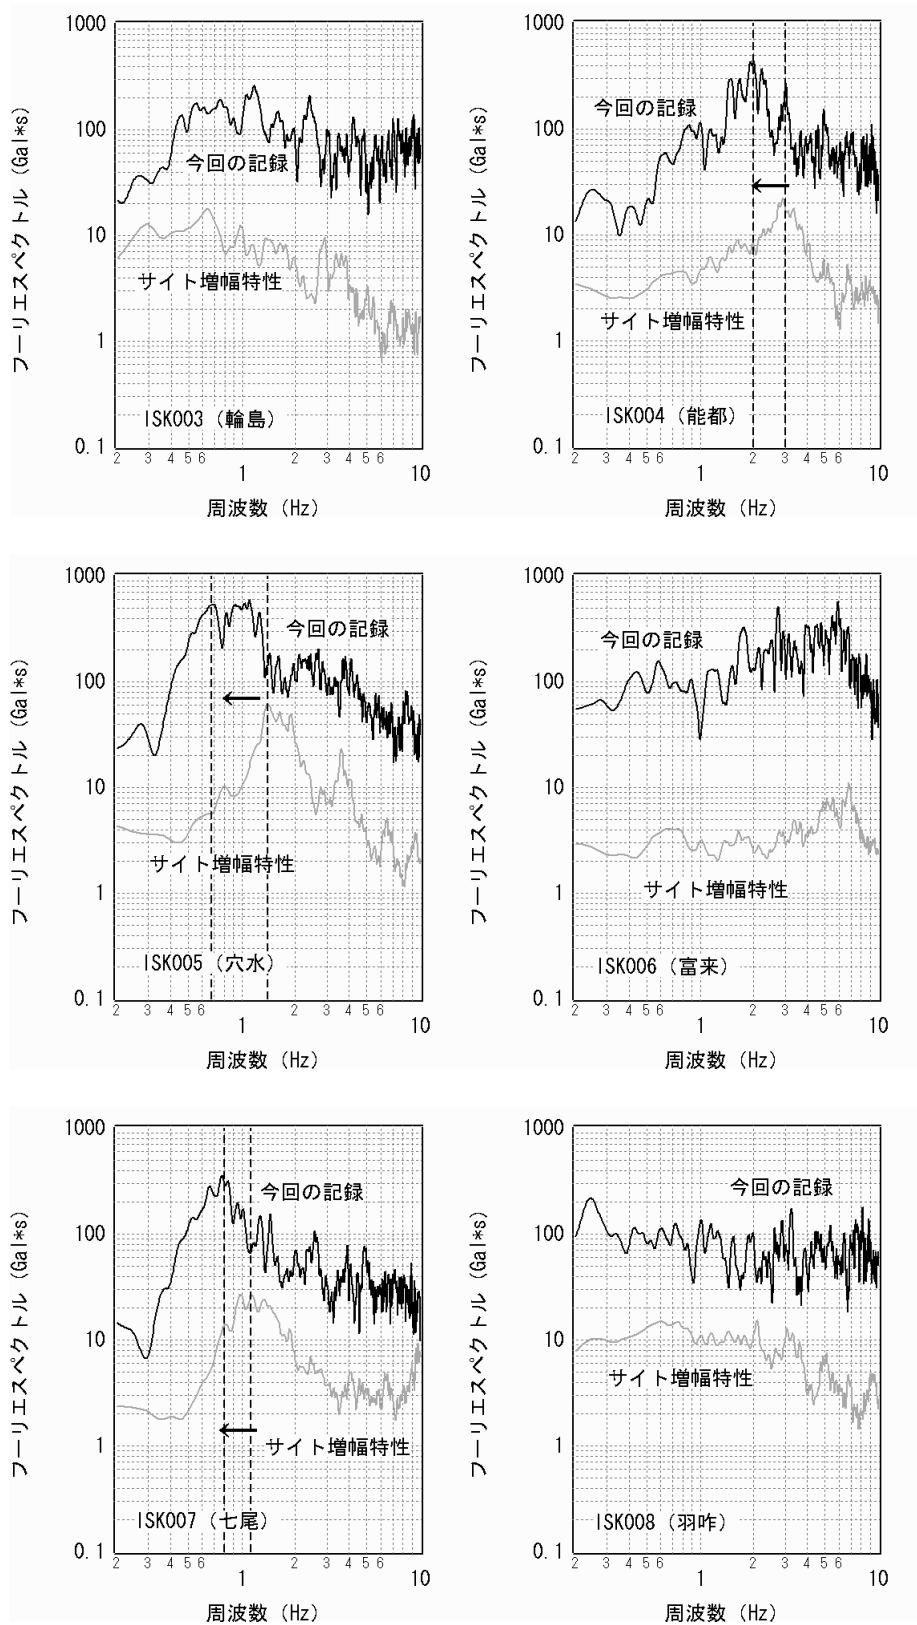 1000
100
10
1
0.1
フーリエスペクトル (Gal*s)
今回の記録
サイト増幅特性
ISK003 (輪島)
2 3 4 5 6 1 2 3 4 5 6 10
周波数 (Hz)
1000
100
10
1
0.1
フーリエスペクトル (Gal*s)
今回の記録
サイト増幅特性
ISK004 (能都)
2 3 4 5 6 1 2 3 4 5 6 10
周波数 (Hz)
1000
100
10
1
0.1
フーリエスペクトル (Gal*s)
今回の記録
サイト増幅特性
ISK005 (穴水)
2 3 4 5 6 1 2 3 4 5 6 10
周波数 (Hz)
1000
100
10
1
0.1
フーリエスペクトル (Gal*s)
今回の記録
サイト増幅特性
ISK006 (富来)
2 3 4 5 6 1 2 3 4 5 6 10
周波数 (Hz)
1000
100
10
1
0.1
フーリエスペクトル (Gal*s)
今回の記録
サイト増幅特性
ISK007 (七尾)
2 3 4 5 6 1 2 3 4 5 6 10
周波数 (Hz)
1000
100
10
1
0.1
フーリエスペクトル (Gal*s)
今回の記録
サイト増幅特性
ISK008 (羽咋)
2 3 4 5 6 1 2 3 4 5 6 10
周波数 (Hz)